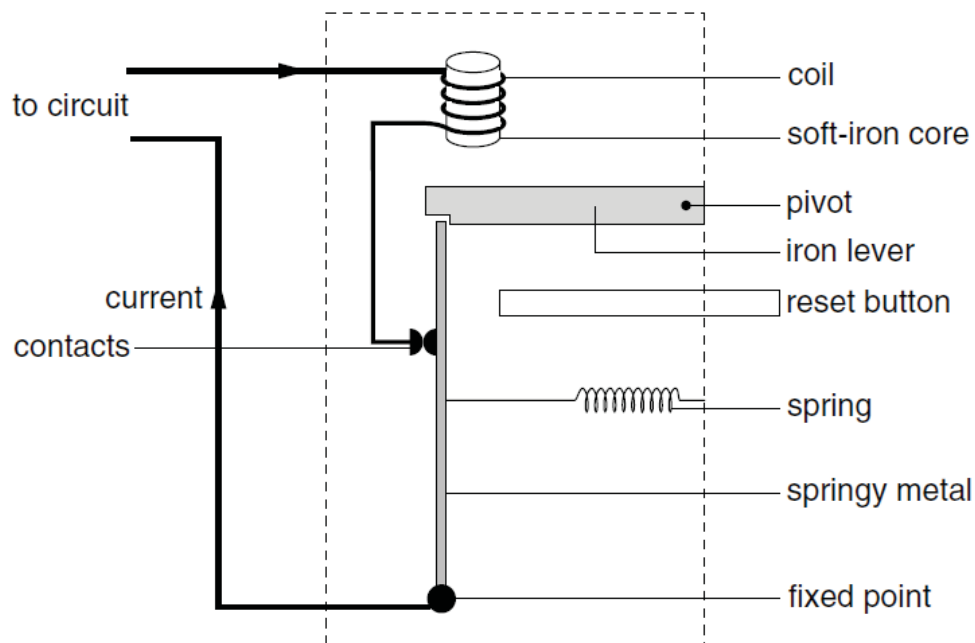 coil
to circuit
soft-iron core
pivot
iron lever
current
reset button
contacts
spring
springy metal
fixed point